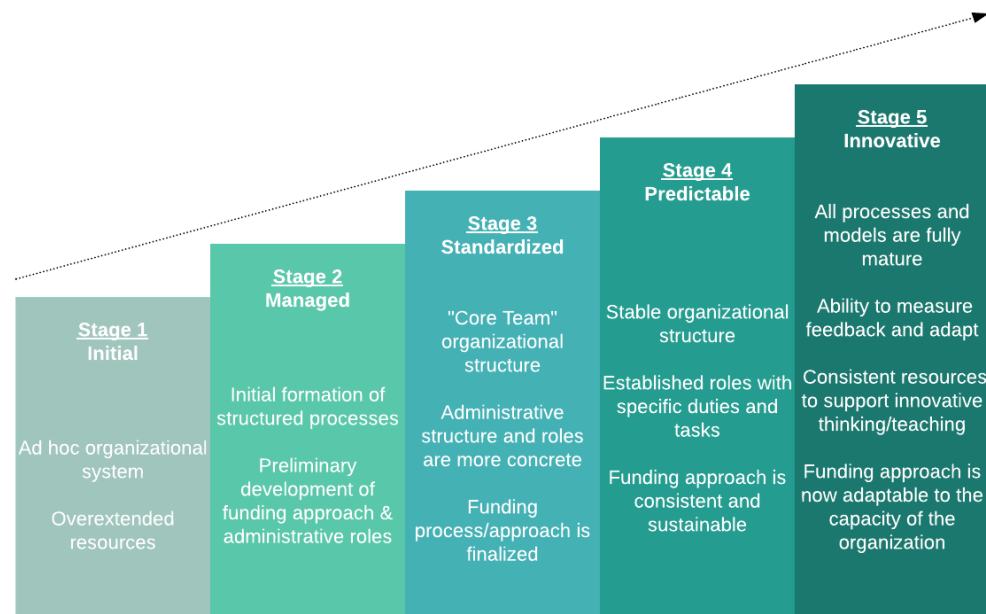 Stage 1
Initial
Ad hoc organizational
system
Overextended
resources
Stage 2
Managed
Initial formation of
structured processes
Preliminary
development of
funding approach &
administrative roles
Stage 3
Standardized
"Core Team"
organizational
structure
Administrative
structure and roles
are more concrete
Funding
process/approach is
finalized
Stage 4
Predictable
Stable organizational
structure
Established roles with
specific duties and
tasks
Funding approach is
consistent and
sustainable
Stage 5
Innovative
All processes and
models are fully
mature
Ability to measure
feedback and adapt
Consistent resources
to support innovative
thinking/teaching
Funding approach is
now adaptable to the
capacity of the
organization